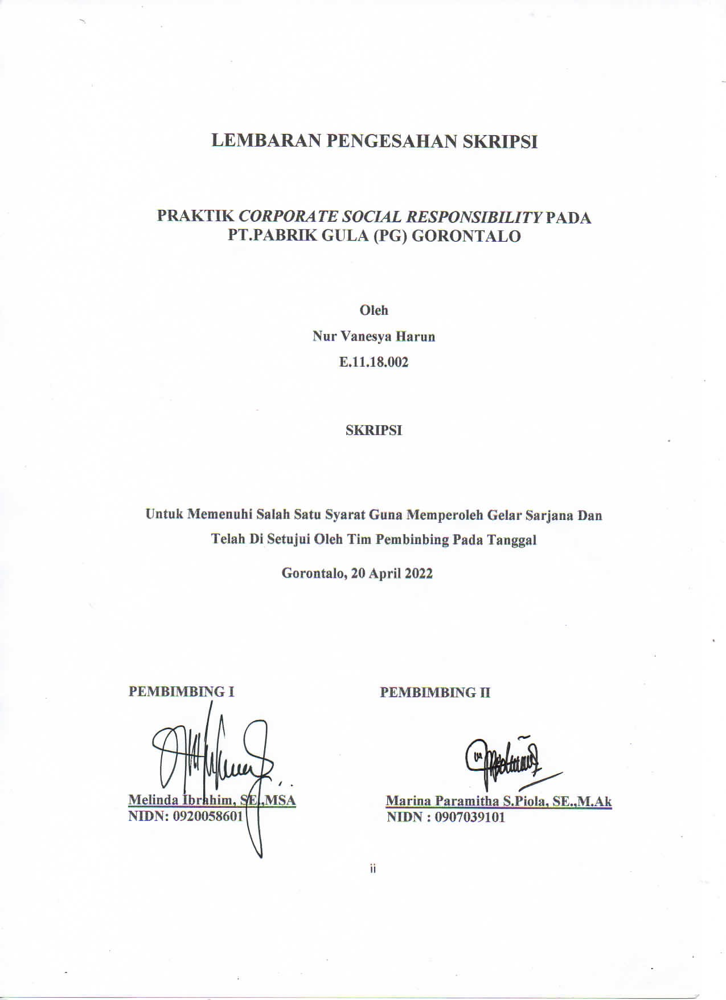 LEMBARAN PENGESAHAN SKRIPSI
PRAKTIK CORPORATE SOCIAL RESPONSIBILITY PADA
PT.PABRIK GULA (PG) GORONTALO
Oleh
Nur Vanesya Harun
E.11.18.002
SKRIPSI
Untuk Memenuhi Salah Satu Syarat Guna Memperoleh Gelar Sarjana Dan
Telah Di Setujui Oleh Tim Pembinbing Pada Tanggal
Gorontalo, 20 April 2022
PEMBIMBING I
PEMBIMBING II
Melinda Ibrahim, SE.,MSA
NIDN: 0920058601
Marina Paramitha S.Piola, SE.,M.Ak
NIDN : 0907039101
ii